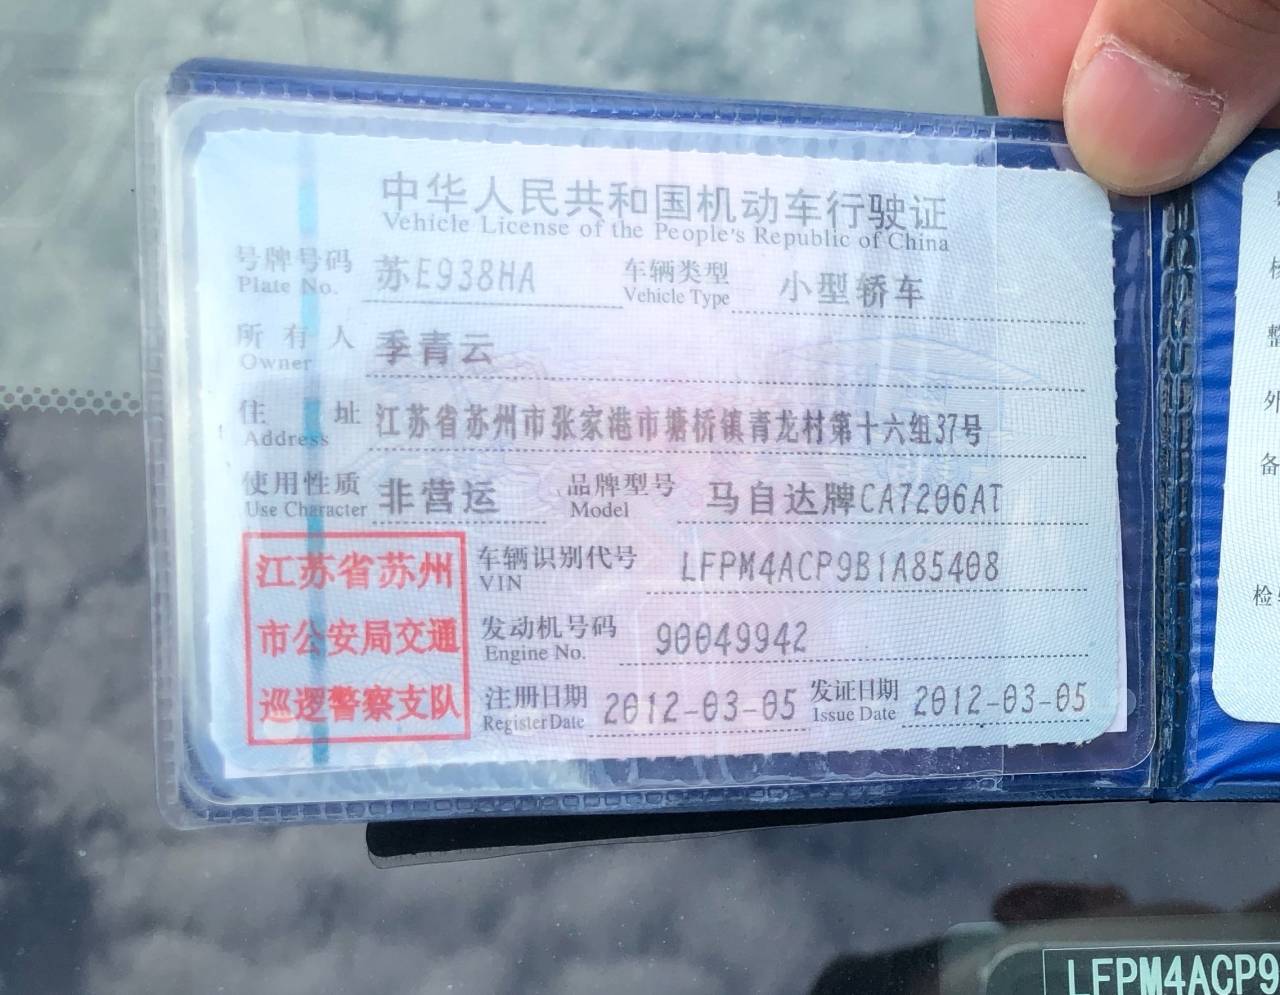 中华人民共和国机动车行驶证
Vehicle License of the People's Republic of China
号牌号码 苏E938HA 车辆类型 小型轿车
Plate No. Vehicle Type
所有人 季青云
Owner
住址 江苏省苏州市张家港市塘桥镇青龙村第十六组37号
Address
使用性质 非营运 品牌型号 马自达牌CA7206AT
Use Character Model
江苏省苏州
市公安局交通
巡逻警察支队
车辆识别代号 LFPM4ACP9B1A85408
VIN
发动机号码 90049942
Engine No.
注册日期 2012-03-05 发证日期 2012-03-05
Register Date Issue Date
整
外
备
检
LFPM4ACP9